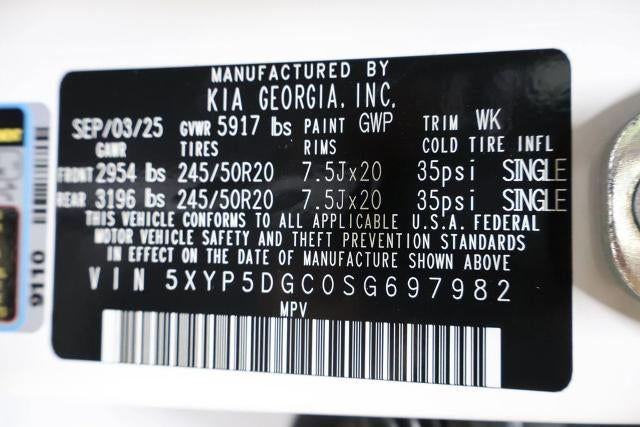 MANUFACTURED BY
KIA GEORGIA, INC.
SEP/03/25 GVWR 5917 lbs PAINT GWP TRIM WK
GAWR TIRES RIMS COLD TIRE INFL
FRONT 2954 lbs 245/50R20 7.5Jx20 35psi SINGLE
REAR 3196 lbs 245/50R20 7.5Jx20 35psi SINGLE
THIS VEHICLE CONFORMS TO ALL APPLICABLE U.S.A. FEDERAL
MOTOR VEHICLE SAFETY AND THEFT PREVENTION STANDARDS
IN EFFECT ON THE DATE OF MANUFACTURE SHOWN ABOVE
VIN 5XYP5DGC0SG697982
MPV
9110